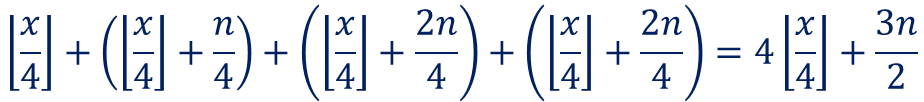 ⌊x/4⌋ + (⌊x/4⌋ + n/4) + (⌊x/4⌋ + 2n/4) + (⌊x/4⌋ + 2n/4) = 4⌊x/4⌋ + 3n/2